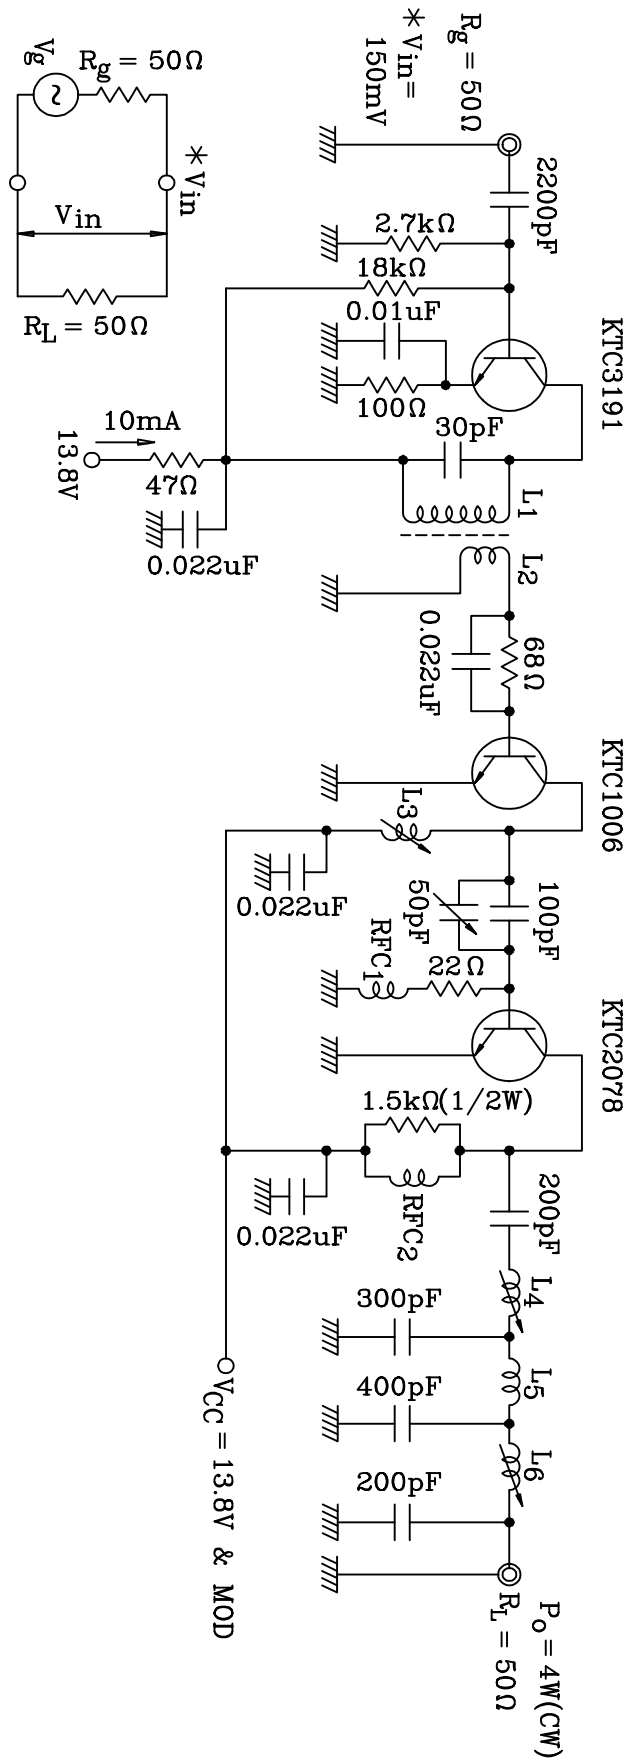 Vg
Rg = 50Ω
* Vin
Vin
RL = 50Ω
Rg = 50Ω
* Vin =
150mV
2200pF
2.7kΩ
18kΩ
0.01uF
100Ω
KTC3191
30pF
10mA
13.8V
47Ω
0.022uF
L1
L2
0.022uF
68Ω
KTC1006
L3
0.022uF
50pF
100pF
RFC1
22Ω
KTC2078
1.5kΩ(1/2W)
RFC2
0.022uF
200pF
L4
300pF
L5
400pF
L6
200pF
VCC = 13.8V & MOD
RL = 50Ω
Po = 4W(CW)